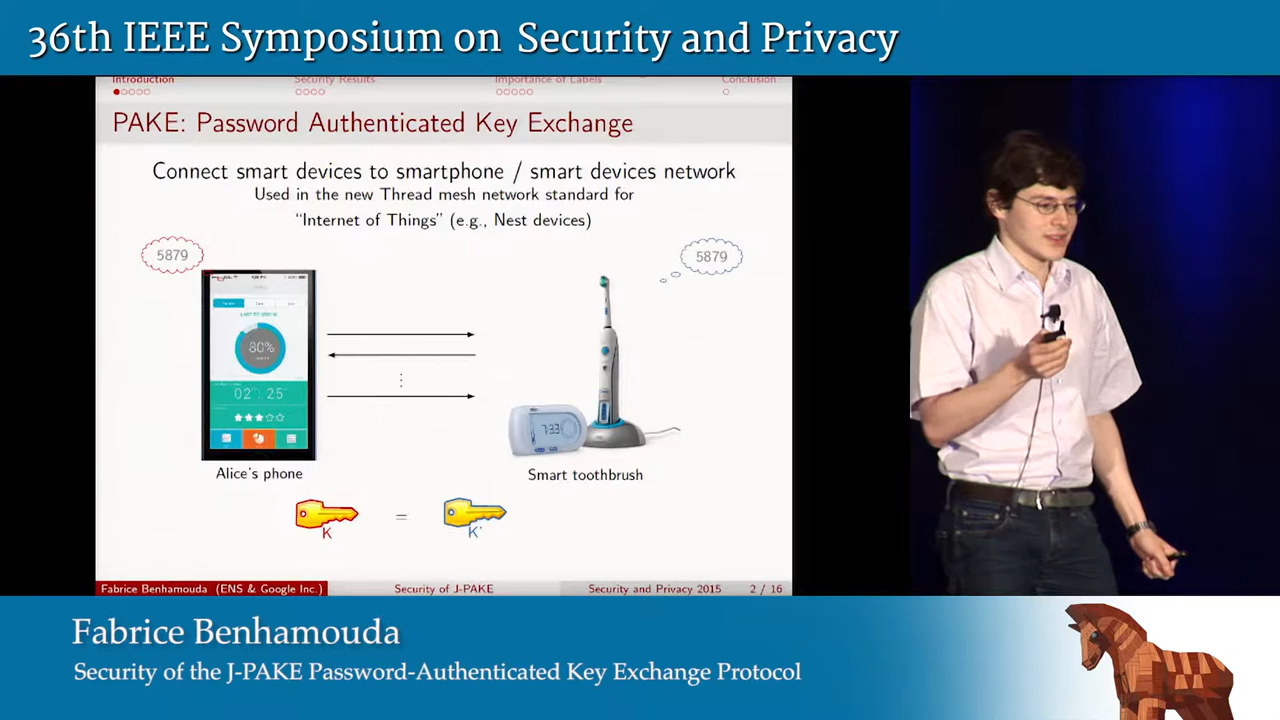 36th IEEE Symposium on Security and Privacy
Introduction Security Results Importance of Labels Conclusion
PAKE: Password Authenticated Key Exchange
Connect smart devices to smartphone / smart devices network
Used in the new Thread mesh network standard for
“Internet of Things” (e.g., Nest devices)
5879
5879
80%
02 25
733
Alice's phone
Smart toothbrush
K
=
K'
Fabrice Benhamouda (ENS & Google Inc.) Security of J-PAKE Security and Privacy 2015 2 / 16
Fabrice Benhamouda
Security of the J-PAKE Password-Authenticated Key Exchange Protocol